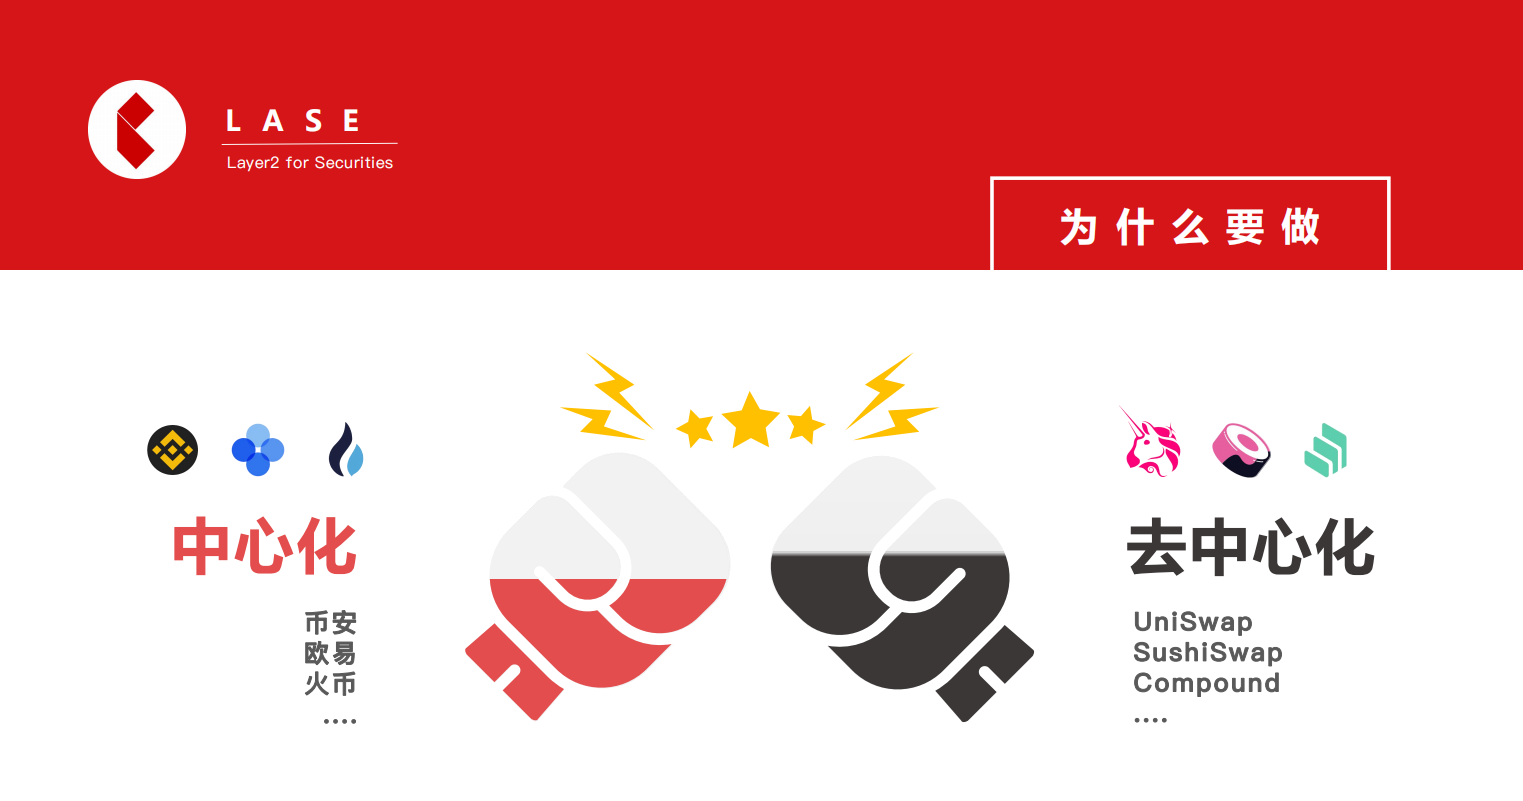 LASE
Layer2 for Securities
为什么要做
中心化
币安
欧易
火币
....
去中心化
UniSwap
SushiSwap
Compound
....